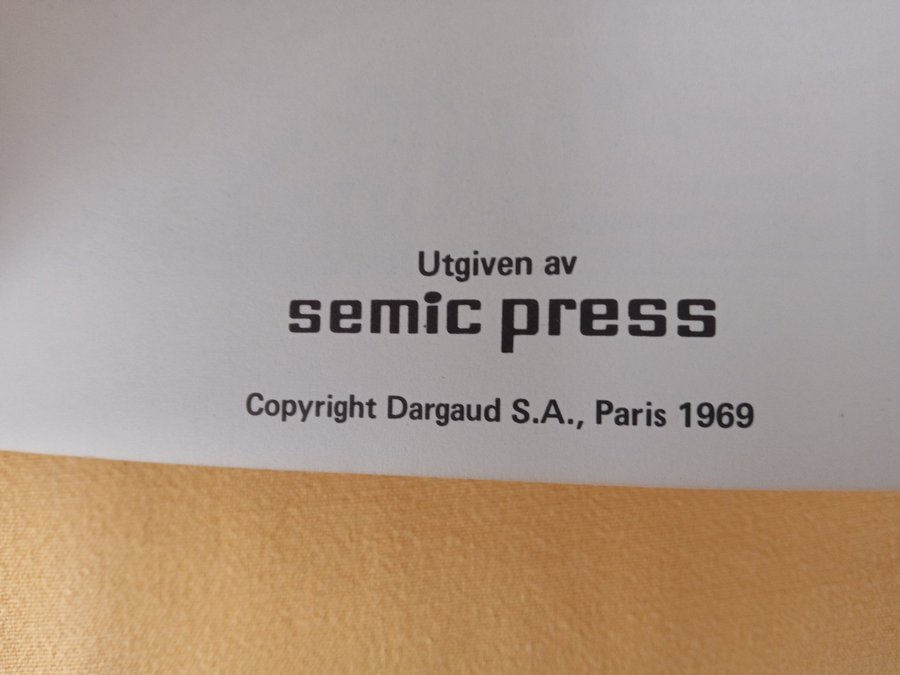 Utgiven av
semic press
Copyright Dargaud S.A., Paris 1969